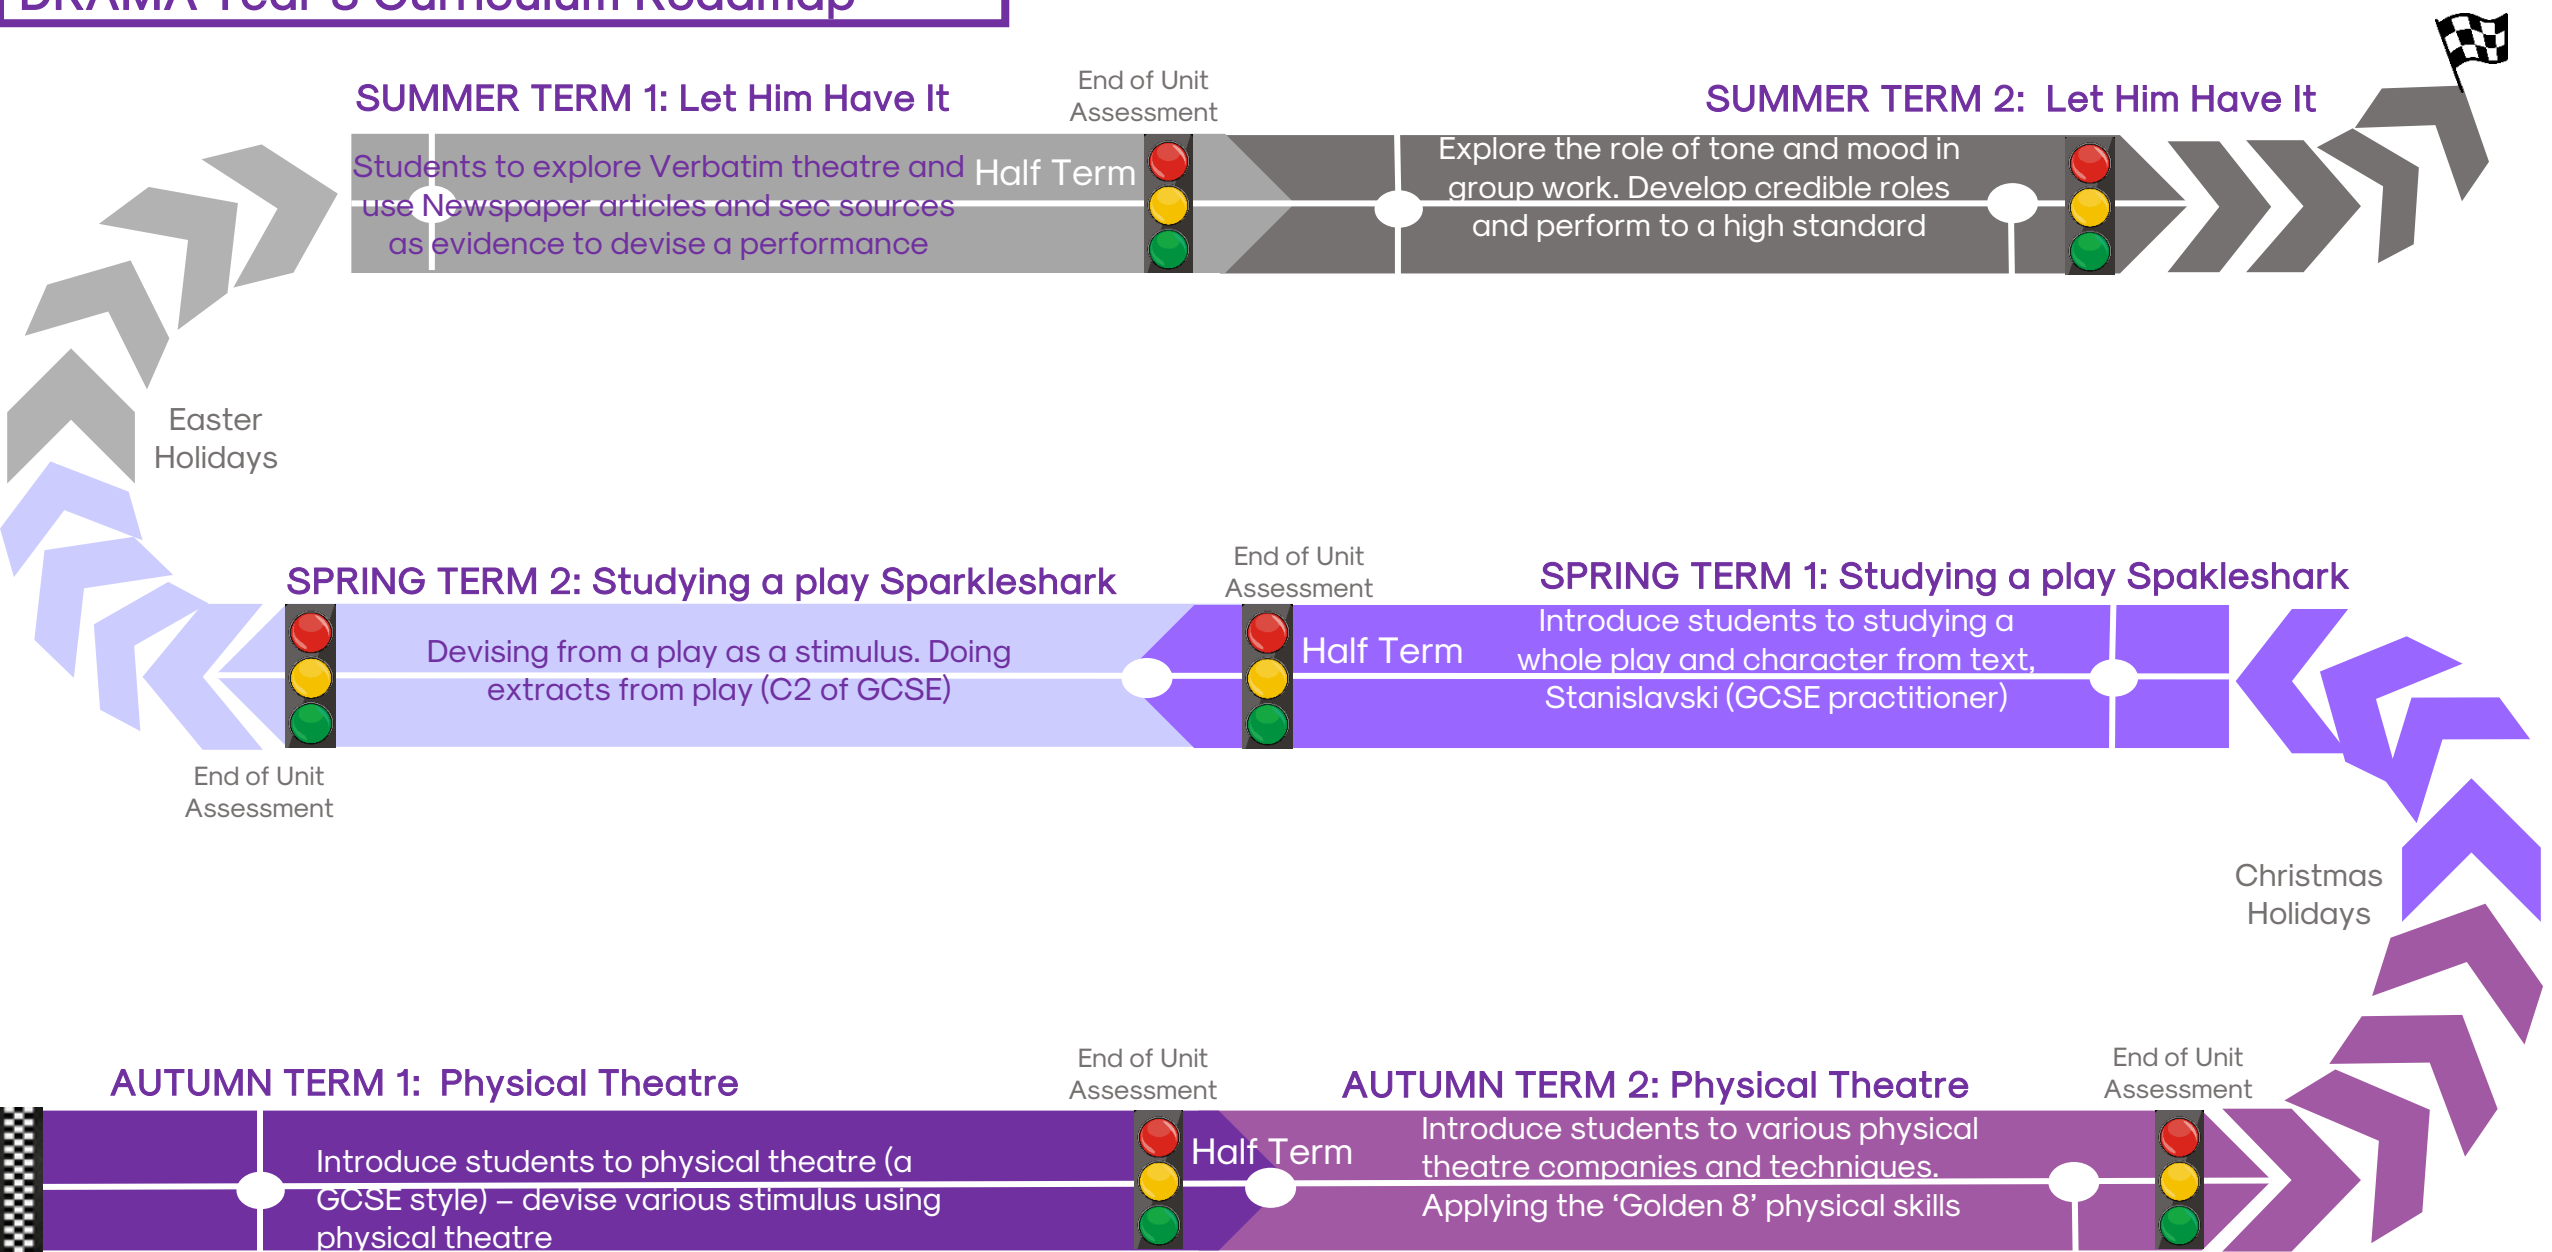 DRAMA Year 8 Curriculum Roadmap
SUMMER TERM 1: Let Him Have It
End of Unit
Assessment
SUMMER TERM 2: Let Him Have It
Students to explore Verbatim theatre and
use Newspaper articles and sec sources
as evidence to devise a performance
Half Term
Explore the role of tone and mood in
group work. Develop credible roles
and perform to a high standard
Easter
Holidays
SPRING TERM 2: Studying a play Sparkleshark
End of Unit
Assessment
SPRING TERM 1: Studying a play Spakleshark
Devising from a play as a stimulus. Doing
extracts from play (C2 of GCSE)
Half Term
Introduce students to studying a
whole play and character from text,
Stanislavski (GCSE practitioner)
End of Unit
Assessment
Christmas
Holidays
AUTUMN TERM 1: Physical Theatre
End of Unit
Assessment
AUTUMN TERM 2: Physical Theatre
End of Unit
Assessment
Introduce students to physical theatre (a
GCSE style) – devise various stimulus using
physical theatre
Half Term
Introduce students to various physical
theatre companies and techniques.
Applying the ‘Golden 8’ physical skills